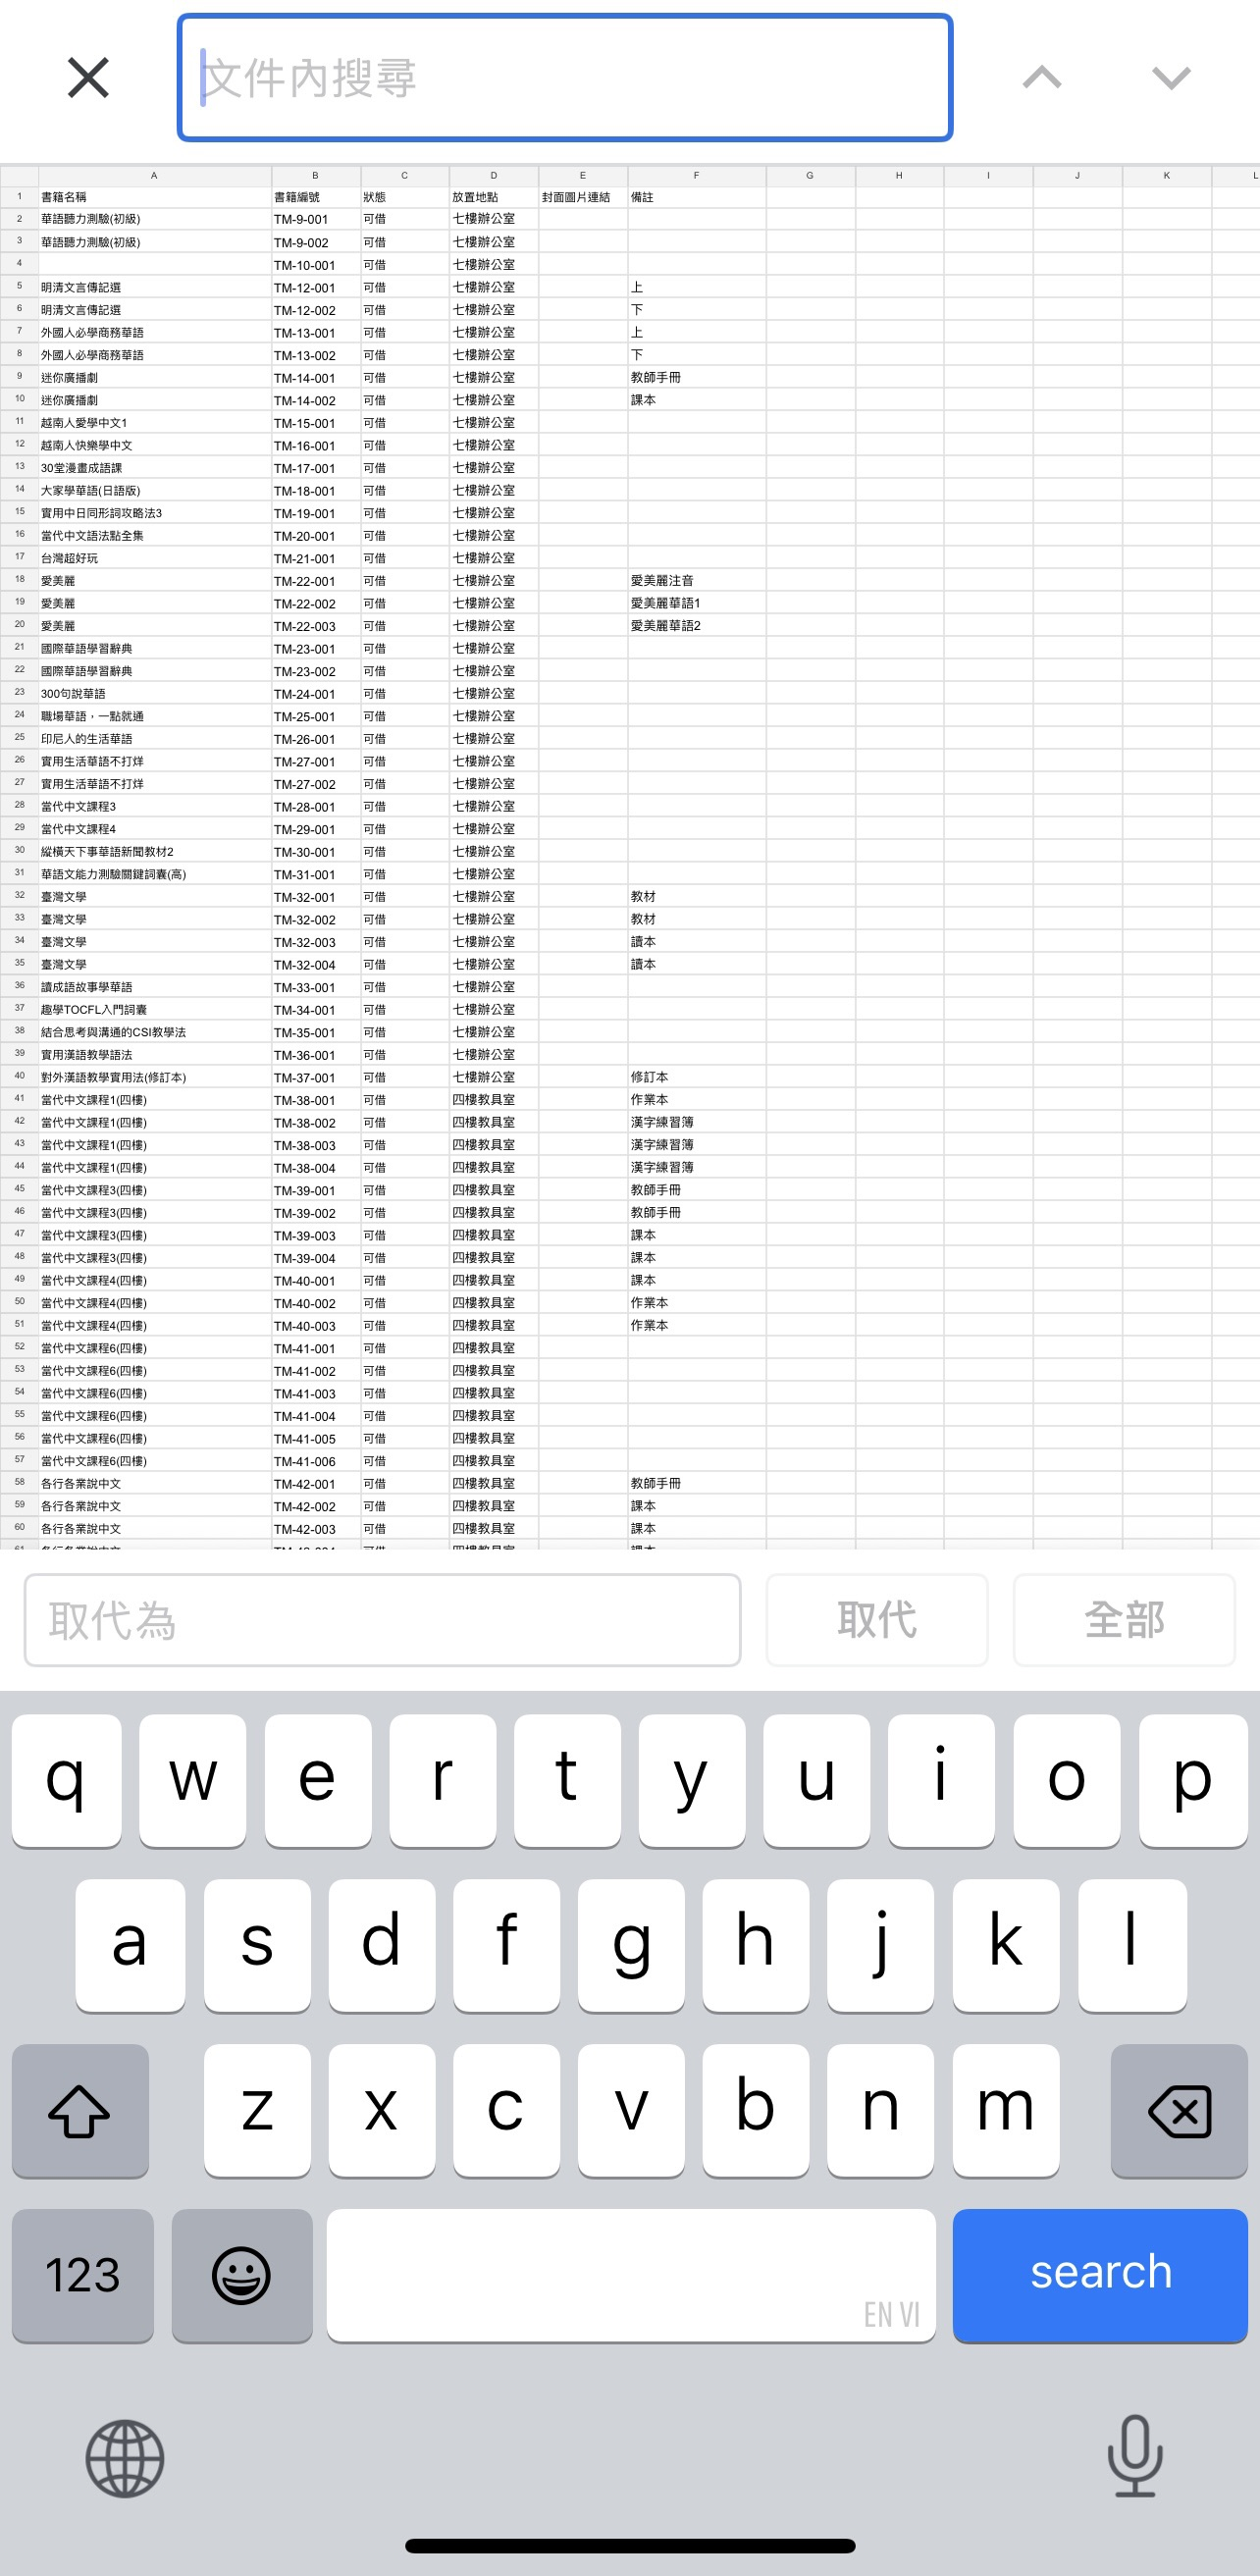 文件內搜尋
A B C D E F G H I J K L
1 書籍名稱 書籍編號 狀態 放置地點 封面圖片連結 備註
2 華語聽力測驗(初級) TM-9-001 可借 七樓辦公室
3 華語聽力測驗(初級) TM-9-002 可借 七樓辦公室
4 TM-10-001 可借 七樓辦公室
5 明清文言傳記選 TM-12-001 可借 七樓辦公室 上
6 明清文言傳記選 TM-12-002 可借 七樓辦公室 下
7 外國人必學商務華語 TM-13-001 可借 七樓辦公室 上
8 外國人必學商務華語 TM-13-002 可借 七樓辦公室 下
9 迷你廣播劇 TM-14-001 可借 七樓辦公室 教師手冊
10 迷你廣播劇 TM-14-002 可借 七樓辦公室 課本
11 越南人愛學中文1 TM-15-001 可借 七樓辦公室
12 越南人快樂學中文 TM-16-001 可借 七樓辦公室
13 30堂漫畫成語課 TM-17-001 可借 七樓辦公室
14 大家學華語(日語版) TM-18-001 可借 七樓辦公室
15 實用中日同形詞攻略法3 TM-19-001 可借 七樓辦公室
16 當代中文語法點全集 TM-20-001 可借 七樓辦公室
17 台灣超好玩 TM-21-001 可借 七樓辦公室
18 愛美麗 TM-22-001 可借 七樓辦公室 愛美麗注音
19 愛美麗 TM-22-002 可借 七樓辦公室 愛美麗華語1
20 愛美麗 TM-22-003 可借 七樓辦公室 愛美麗華語2
21 國際華語學習辭典 TM-23-001 可借 七樓辦公室
22 國際華語學習辭典 TM-23-002 可借 七樓辦公室
23 300句說華語 TM-24-001 可借 七樓辦公室
24 職場華語，一點就通 TM-25-001 可借 七樓辦公室
25 印尼人的生活華語 TM-26-001 可借 七樓辦公室
26 實用生活華語不打烊 TM-27-001 可借 七樓辦公室
27 實用生活華語不打烊 TM-27-002 可借 七樓辦公室
28 當代中文課程3 TM-28-001 可借 七樓辦公室
29 當代中文課程4 TM-29-001 可借 七樓辦公室
30 縱橫天下事華語新聞教材2 TM-30-001 可借 七樓辦公室
31 華語文能力測驗關鍵詞囊(高) TM-31-001 可借 七樓辦公室
32 臺灣文學 TM-32-001 可借 七樓辦公室 教材
33 臺灣文學 TM-32-002 可借 七樓辦公室 教材
34 臺灣文學 TM-32-003 可借 七樓辦公室 讀本
35 臺灣文學 TM-32-004 可借 七樓辦公室 讀本
36 讀成語故事學華語 TM-33-001 可借 七樓辦公室
37 趣學TOCFL入門詞囊 TM-34-001 可借 七樓辦公室
38 結合思考與溝通的CSI教學法 TM-35-001 可借 七樓辦公室
39 實用漢語教學語法 TM-36-001 可借 七樓辦公室
40 對外漢語教學實用法(修訂本) TM-37-001 可借 七樓辦公室 修訂本
41 當代中文課程1(四樓) TM-38-001 可借 四樓教具室 作業本
42 當代中文課程1(四樓) TM-38-002 可借 四樓教具室 漢字練習簿
43 當代中文課程1(四樓) TM-38-003 可借 四樓教具室 漢字練習簿
44 當代中文課程1(四樓) TM-38-004 可借 四樓教具室 漢字練習簿
45 當代中文課程3(四樓) TM-39-001 可借 四樓教具室 教師手冊
46 當代中文課程3(四樓) TM-39-002 可借 四樓教具室 教師手冊
47 當代中文課程3(四樓) TM-39-003 可借 四樓教具室 課本
48 當代中文課程3(四樓) TM-39-004 可借 四樓教具室 課本
49 當代中文課程4(四樓) TM-40-001 可借 四樓教具室 課本
50 當代中文課程4(四樓) TM-40-002 可借 四樓教具室 作業本
51 當代中文課程4(四樓) TM-40-003 可借 四樓教具室 作業本
52 當代中文課程6(四樓) TM-41-001 可借 四樓教具室
53 當代中文課程6(四樓) TM-41-002 可借 四樓教具室
54 當代中文課程6(四樓) TM-41-003 可借 四樓教具室
55 當代中文課程6(四樓) TM-41-004 可借 四樓教具室
56 當代中文課程6(四樓) TM-41-005 可借 四樓教具室
57 當代中文課程6(四樓) TM-41-006 可借 四樓教具室
58 各行各業說中文 TM-42-001 可借 四樓教具室 教師手冊
59 各行各業說中文 TM-42-002 可借 四樓教具室 課本
60 各行各業說中文 TM-42-003 可借 四樓教具室 課本
取代為 取代 全部
q w e r t y u i o p
a s d f g h j k l
z x c v b n m
123 EN VI search